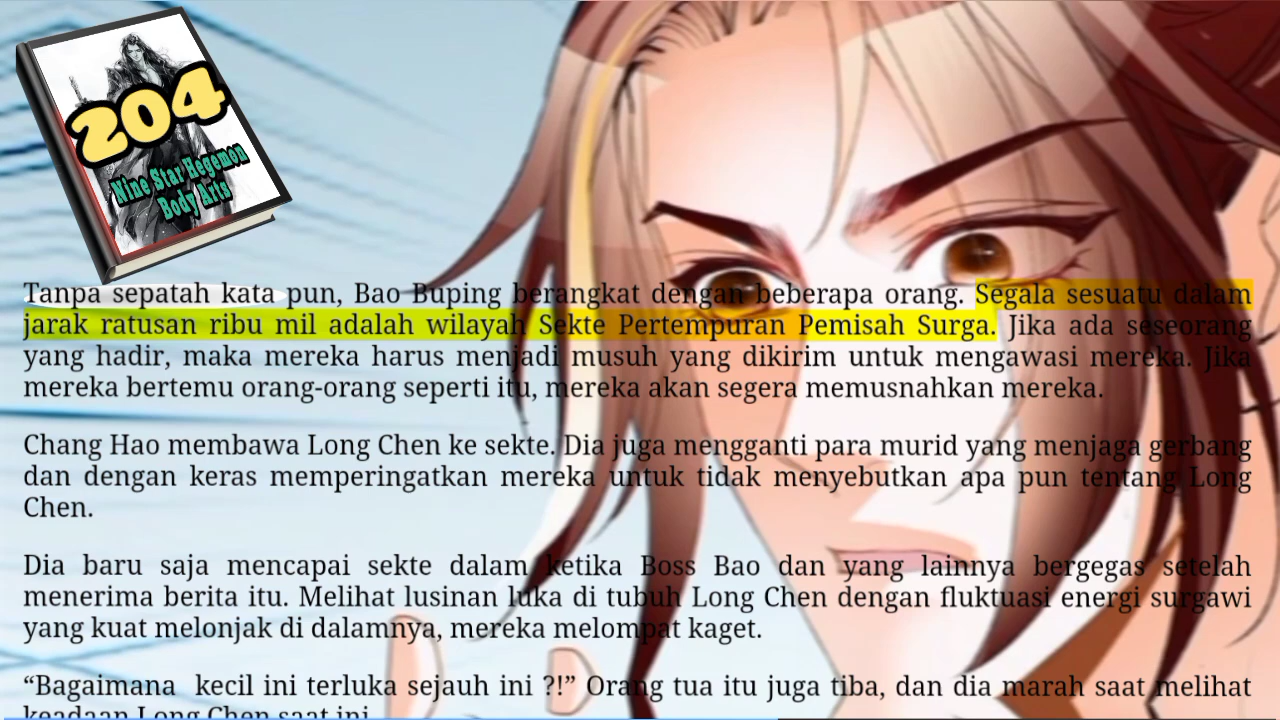 204
Nine Star Hegemon
Body Arts
Tanpa sepatah kata pun, Bao Buping berangkat dengan beberapa orang. Segala sesuatu dalam
jarak ratusan ribu mil adalah wilayah Sekte Pertempuran Pemisah Surga. Jika ada seseorang
yang hadir, maka mereka harus menjadi musuh yang dikirim untuk mengawasi mereka. Jika
mereka bertemu orang-orang seperti itu, mereka akan segera memusnahkan mereka.
Chang Hao membawa Long Chen ke sekte. Dia juga mengganti para murid yang menjaga gerbang
dan dengan keras memperingatkan mereka untuk tidak menyebutkan apa pun tentang Long
Chen.
Dia baru saja mencapai sekte dalam ketika Boss Bao dan yang lainnya bergegas setelah
menerima berita itu. Melihat lusinan luka di tubuh Long Chen dengan fluktuasi energi surgawi
yang kuat melonjak di dalamnya, mereka melompat kaget.
“Bagaimana  kecil ini terluka sejauh ini ?!” Orang tua itu juga tiba, dan dia marah saat melihat
keadaan Long Chen saat ini.